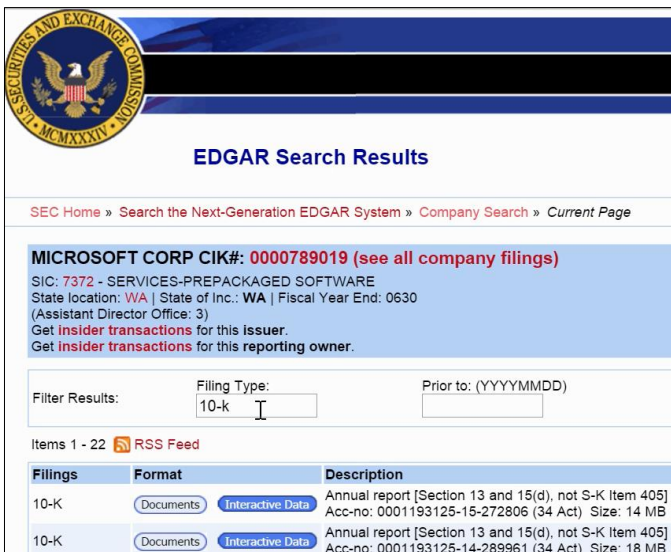 U.S. SECURITIES AND EXCHANGE COMMISSION
MCMXXXIV
EDGAR Search Results
SEC Home » Search the Next-Generation EDGAR System » Company Search » Current Page
MICROSOFT CORP CIK#: 0000789019 (see all company filings)
SIC: 7372 - SERVICES-PREPACKAGED SOFTWARE
State location: WA | State of Inc.: WA | Fiscal Year End: 0630
(Assistant Director Office: 3)
Get insider transactions for this issuer.
Get insider transactions for this reporting owner.
Filter Results:
Filing Type:
10-k
Prior to: (YYYYMMDD)
Items 1 - 22 RSS Feed
Filings Format Description
10-K Documents Interactive Data Annual report [Section 13 and 15(d), not S-K Item 405]
Acc-no: 0001193125-15-272806 (34 Act) Size: 14 MB
10-K Documents Interactive Data Annual report [Section 13 and 15(d), not S-K Item 405]
Acc-no: 0001193125-14-289961 (34 Act) Size: 18 MB